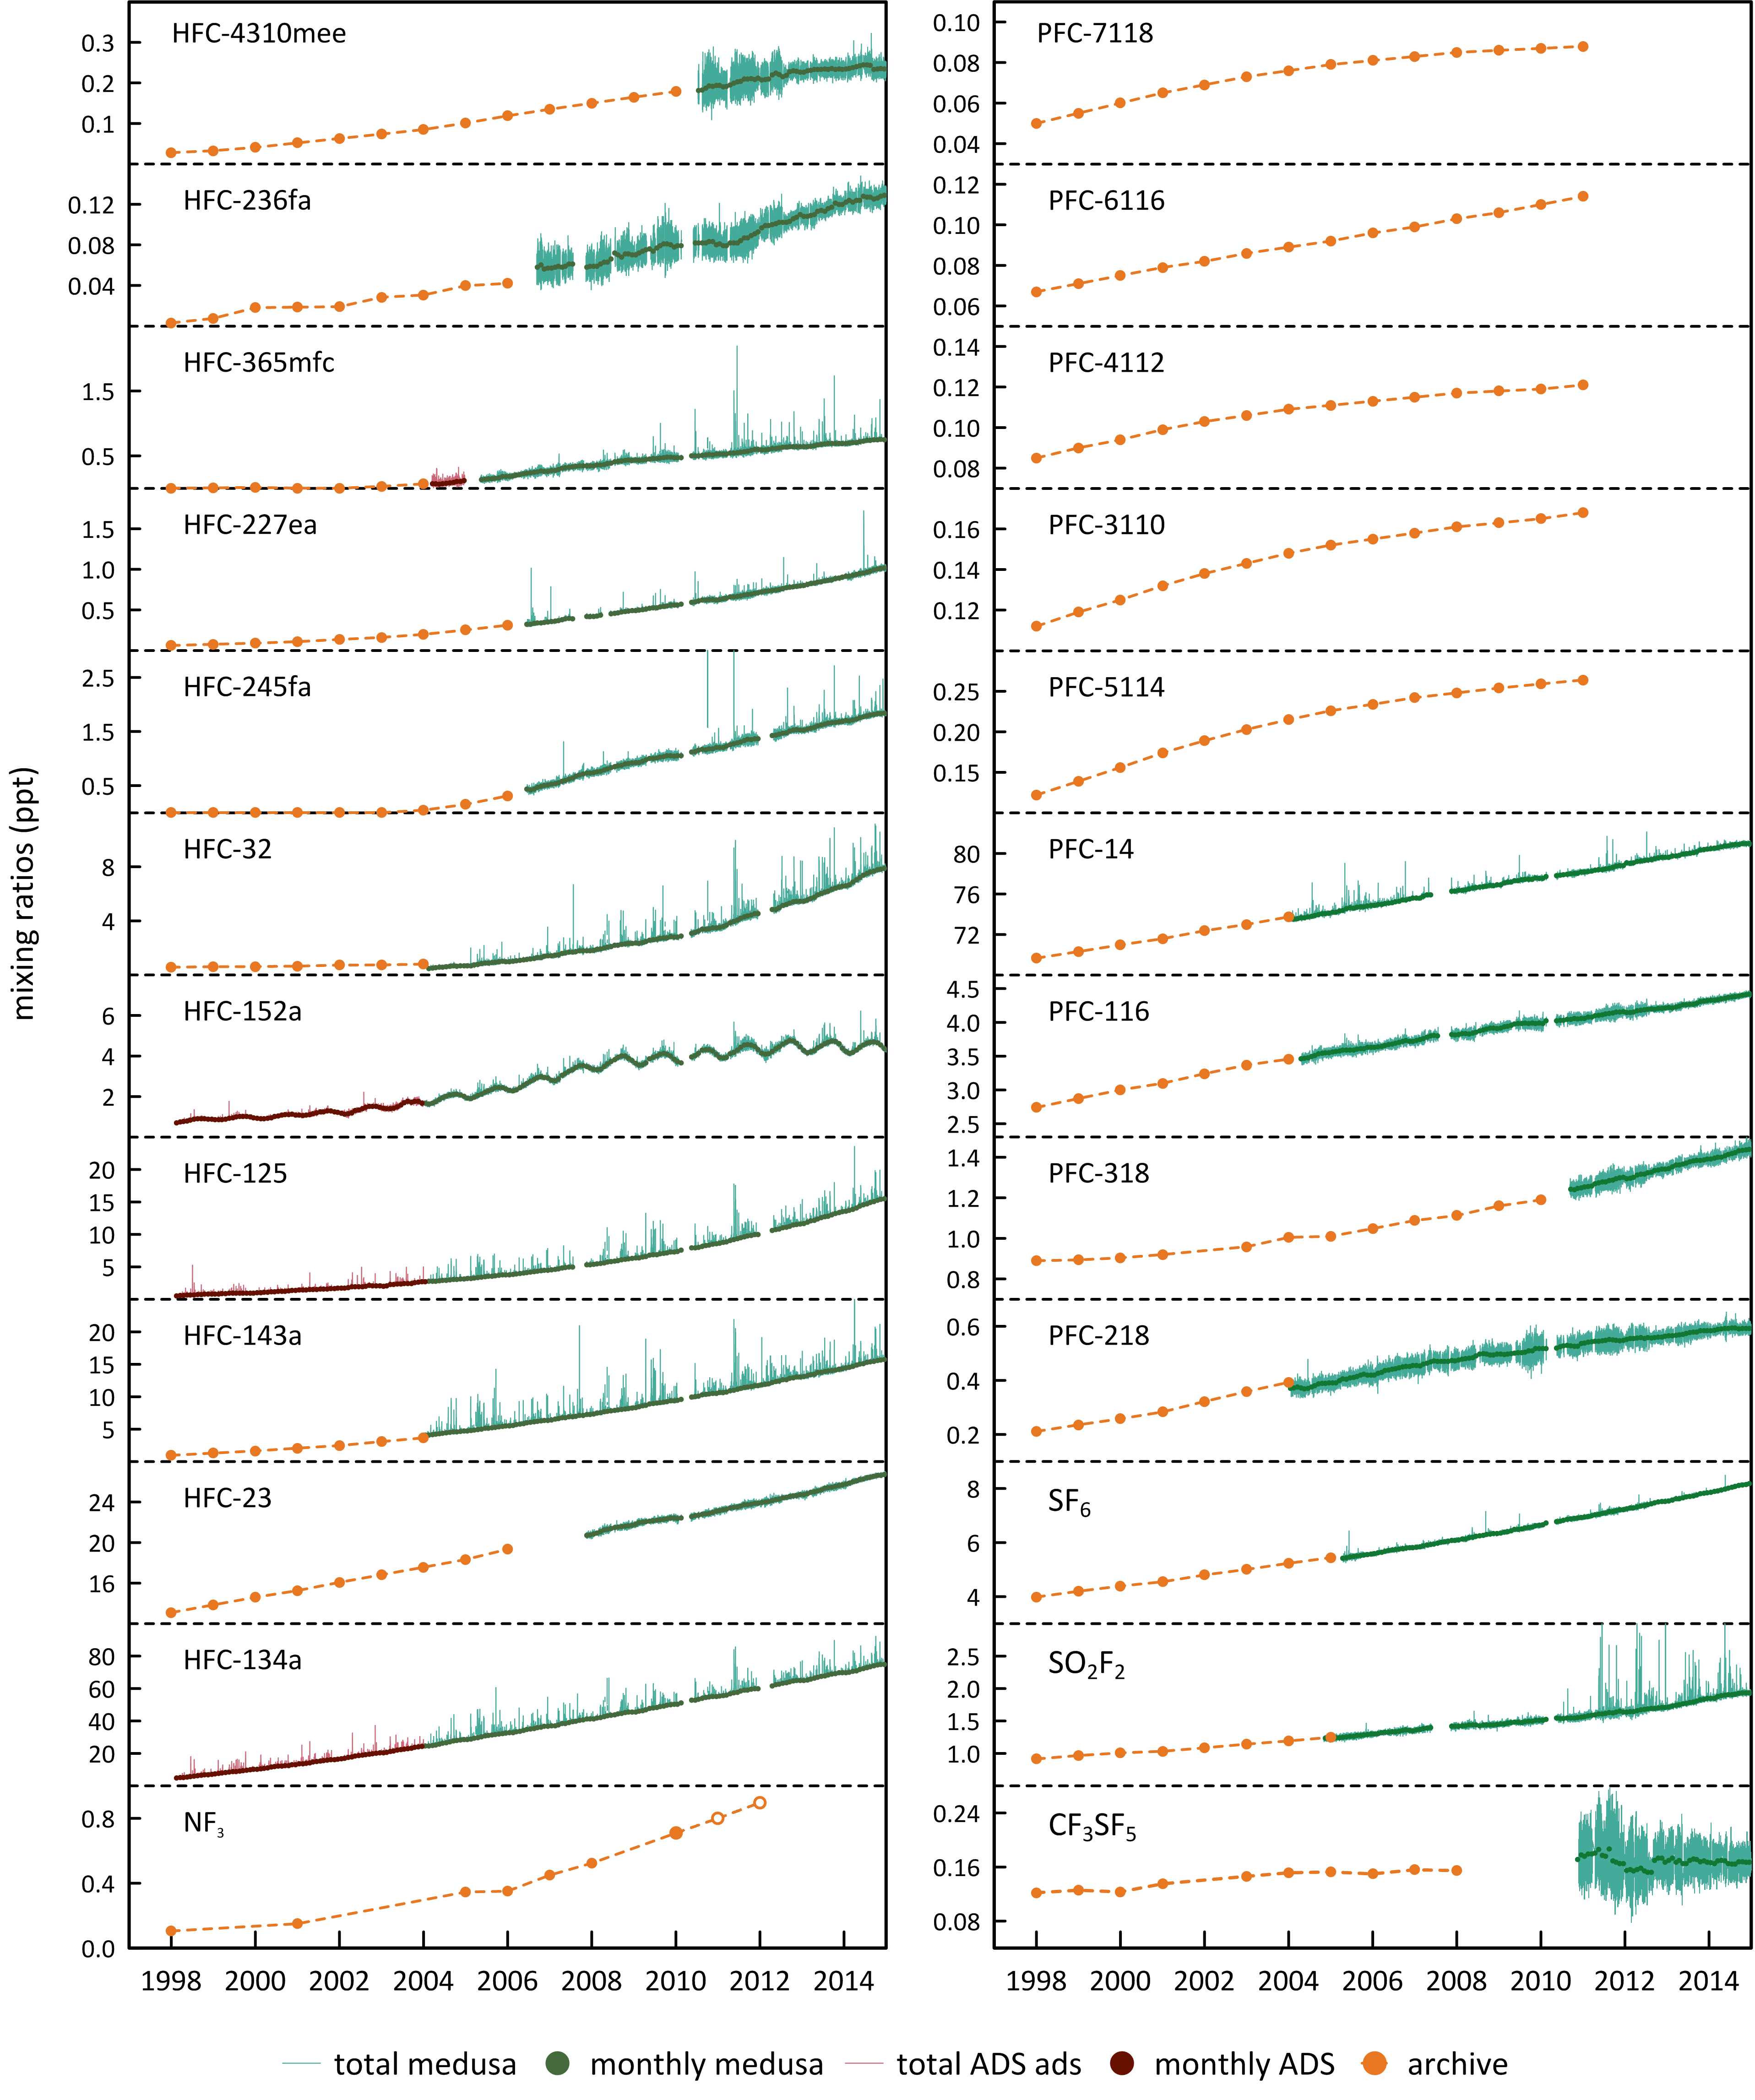 mixing ratios (ppt)
HFC-4310mee
0.3
0.2
0.1
HFC-236fa
0.12
0.08
0.04
HFC-365mfc
1.5
0.5
HFC-227ea
1.5
1.0
0.5
HFC-245fa
2.5
1.5
0.5
HFC-32
8
4
HFC-152a
6
4
2
HFC-125
20
15
10
5
HFC-143a
20
15
10
5
HFC-23
24
20
16
HFC-134a
80
60
40
20
NF₃
0.8
0.4
0.0
1998 2000 2002 2004 2006 2008 2010 2012 2014
PFC-7118
0.10
0.08
0.06
0.04
PFC-6116
0.12
0.10
0.08
0.06
PFC-4112
0.14
0.12
0.10
0.08
PFC-3110
0.16
0.14
0.12
PFC-5114
0.25
0.20
0.15
PFC-14
80
76
72
PFC-116
4.5
4.0
3.5
3.0
2.5
PFC-318
1.4
1.2
1.0
0.8
PFC-218
0.6
0.4
0.2
SF₆
8
6
4
SO₂F₂
2.5
2.0
1.5
1.0
CF₃SF₅
0.24
0.16
0.08
1998 2000 2002 2004 2006 2008 2010 2012 2014
total medusa monthly medusa total ADS ads monthly ADS archive